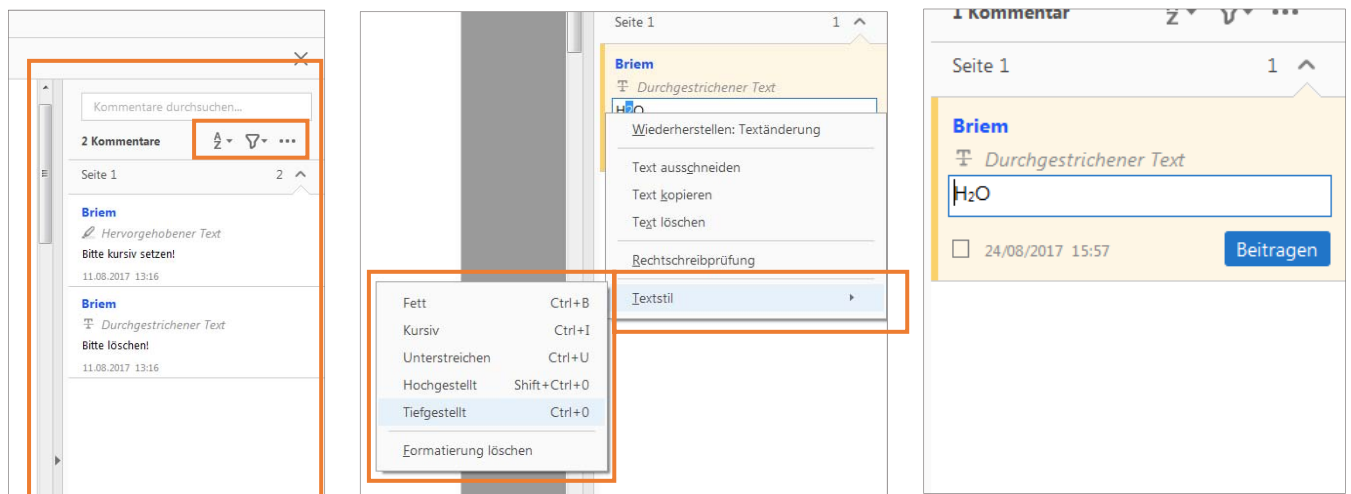 Kommentare durchsuchen...
2 Kommentare
Seite 1 2
Briem
Hervorgehobener Text
Bitte kursiv setzen!
11.08.2017 13:16
Briem
Durchgestrichener Text
Bitte löschen!
11.08.2017 13:16
Seite 1 1
Briem
Durchgestrichener Text
H2O
Wiederherstellen: Textänderung
Text ausschneiden
Text kopieren
Text löschen
Rechtschreibprüfung
Textstil
Fett Ctrl+B
Kursiv Ctrl+I
Unterstreichen Ctrl+U
Hochgestellt Shift+Ctrl+0
Tiefgestellt Ctrl+0
Formatierung löschen
1 Kommentar
Seite 1 1
Briem
Durchgestrichener Text
H₂O
24/08/2017 15:57 Beitragen